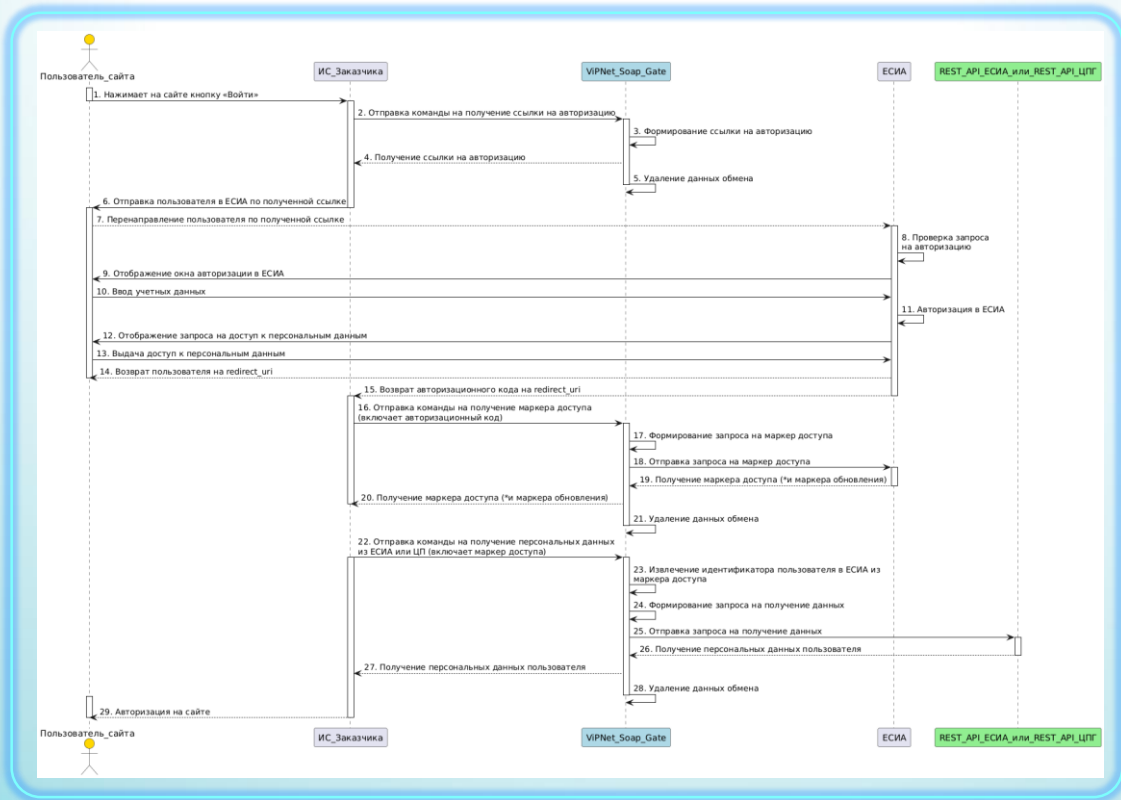 Пользователь_сайта
ИС_Заказчика
ViPNet_Soap_Gate
ЕСИА
REST_API_ЕСИА_или_REST_API_ЦПГ
1. Нажимает на сайте кнопку «Войти»
2. Отправка команды на получение ссылки на авторизацию
3. Формирование ссылки на авторизацию
4. Получение ссылки на авторизацию
5. Удаление данных обмена
6. Отправка пользователя в ЕСИА по полученной ссылке
7. Перенаправление пользователя по полученной ссылке
8. Проверка запроса
на авторизацию
9. Отображение окна авторизации в ЕСИА
10. Ввод учетных данных
11. Авторизация в ЕСИА
12. Отображение запроса на доступ к персональным данным
13. Выдача доступ к персональным данным
14. Возврат пользователя на redirect_uri
15. Возврат авторизационного кода на redirect_uri
16. Отправка команды на получение маркера доступа
(включает авторизационный код)
17. Формирование запроса на маркер доступа
18. Отправка запроса на маркер доступа
19. Получение маркера доступа (*и маркера обновления)
20. Получение маркера доступа (*и маркера обновления)
21. Удаление данных обмена
22. Отправка команды на получение персональных данных
из ЕСИА или ЦП (включает маркер доступа)
23. Извлечение идентификатора пользователя в ЕСИА из
маркера доступа
24. Формирование запроса на получение данных
25. Отправка запроса на получение данных
26. Получение персональных данных пользователя
27. Получение персональных данных пользователя
28. Удаление данных обмена
29. Авторизация на сайте
Пользователь_сайта
ИС_Заказчика
ViPNet_Soap_Gate
ЕСИА
REST_API_ЕСИА_или_REST_API_ЦПГ